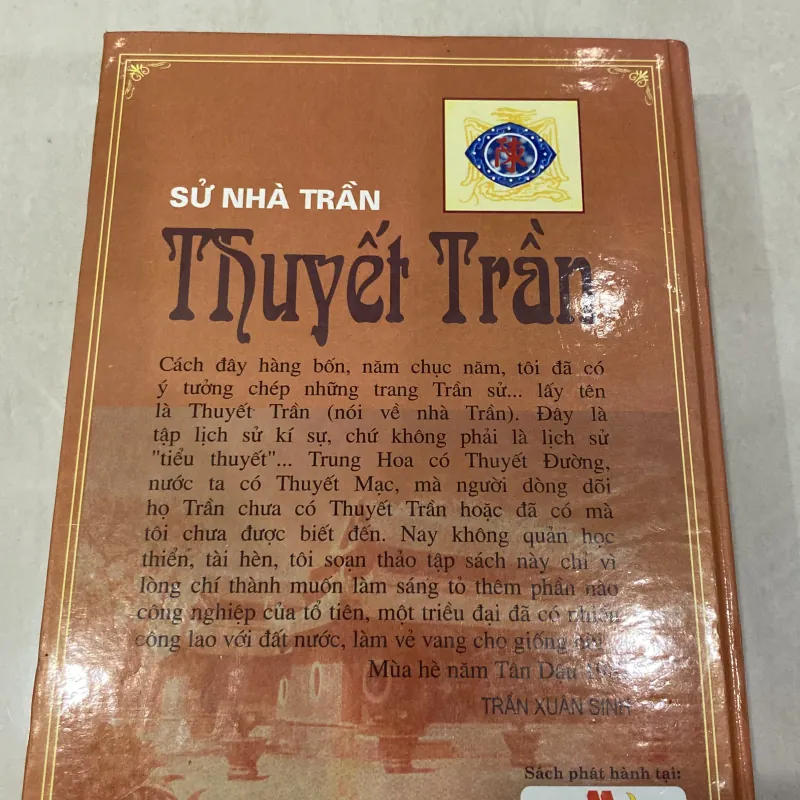 陳
SỬ NHÀ TRẦN
Thuyết Trần
Cách đây hàng bốn, năm chục năm, tôi đã có
ý tưởng chép những trang Trần sử... lấy tên
là Thuyết Trần (nói về nhà Trần). Đây là
tập lịch sử kí sự, chứ không phải là lịch sử
"tiểu thuyết"... Trung Hoa có Thuyết Đường,
nước ta có Thuyết Mạc, mà người dòng dõi
họ Trần chưa có Thuyết Trần hoặc đã có mà
tôi chưa được biết đến. Nay không quản học
thiển, tài hèn, tôi soạn thảo tập sách này chỉ vì
lòng chí thành muốn làm sáng tỏ thêm phần nào
công nghiệp của tổ tiên, một triều đại đã có nhiều
công lao với đất nước, làm vẻ vang cho giống
Mùa hè năm Tân Dậu
TRẦN XUÂN SINH
Sách phát hành tại: